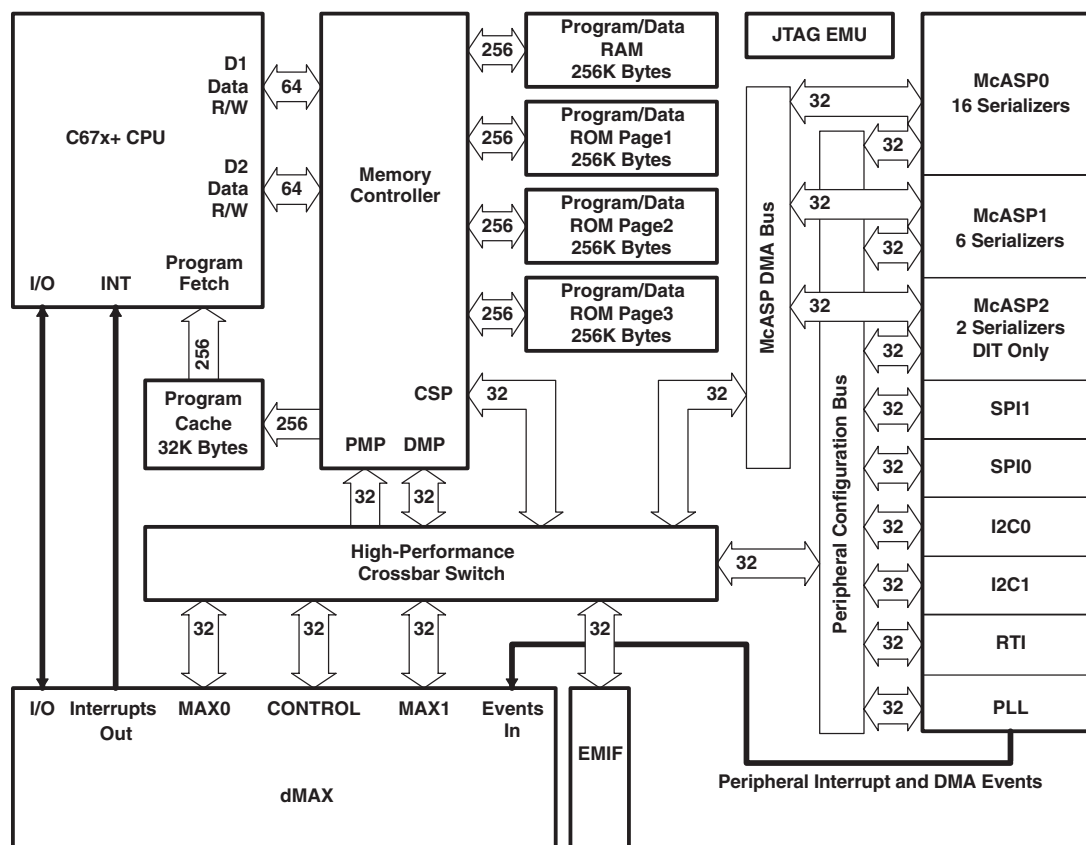 D1
Data
R/W
64
C67x+ CPU
D2
Data
R/W
64
I/O
INT
Program
Fetch
256
Program
Cache
32K Bytes
256
Memory
Controller
CSP
32
PMP
DMP
32
32
256
Program/Data
RAM
256K Bytes
256
Program/Data
ROM Page1
256K Bytes
256
Program/Data
ROM Page2
256K Bytes
256
Program/Data
ROM Page3
256K Bytes
JTAG EMU
McASP DMA Bus
32
32
32
32
Peripheral Configuration Bus
32
32
32
32
32
32
32
32
32
32
McASP0
16 Serializers
McASP1
6 Serializers
McASP2
2 Serializers
DIT Only
SPI1
SPI0
I2C0
I2C1
RTI
PLL
High-Performance
Crossbar Switch
32
32
32
32
I/O
Interrupts
Out
MAX0
CONTROL
MAX1
Events
In
dMAX
EMIF
Peripheral Interrupt and DMA Events